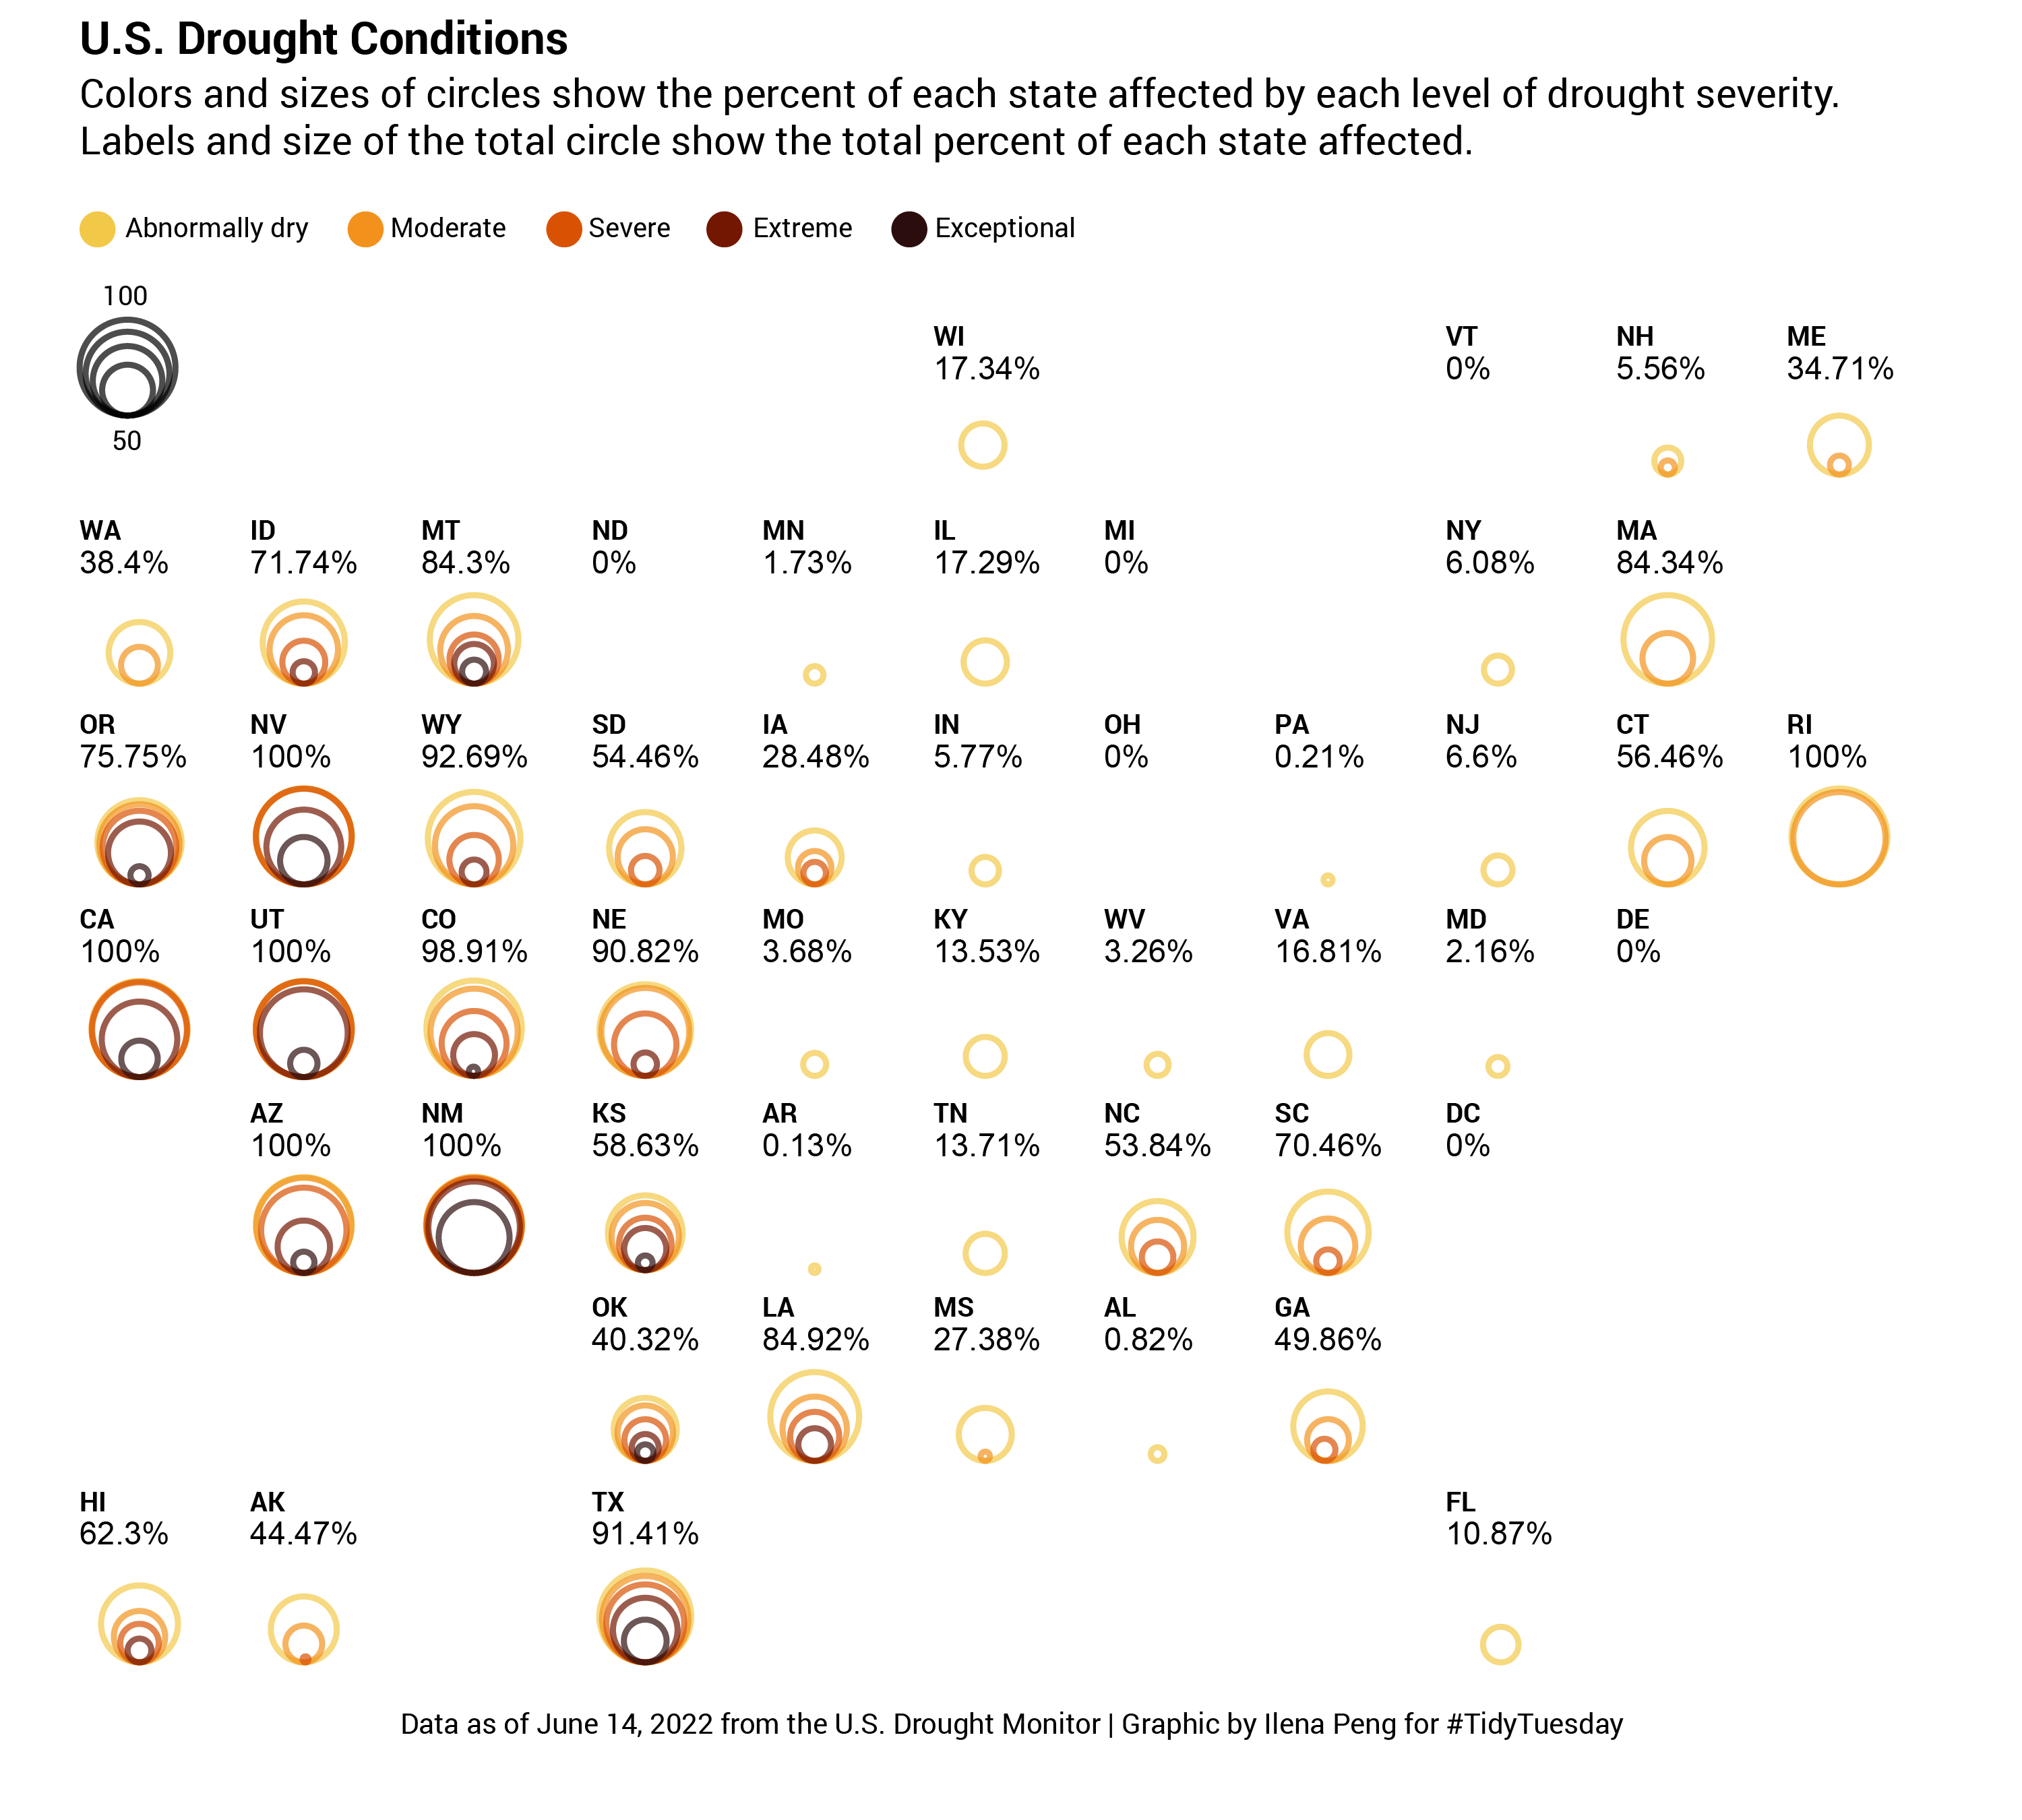 U.S. Drought Conditions
Colors and sizes of circles show the percent of each state affected by each level of drought severity.
Labels and size of the total circle show the total percent of each state affected.
Abnormally dry Moderate Severe Extreme Exceptional
100
50
WI VT NH ME
17.34% 0% 5.56% 34.71%
WA ID MT ND MN IL MI NY MA
38.4% 71.74% 84.3% 0% 1.73% 17.29% 0% 6.08% 84.34%
OR NV WY SD IA IN OH PA NJ CT RI
75.75% 100% 92.69% 54.46% 28.48% 5.77% 0% 0.21% 6.6% 56.46% 100%
CA UT CO NE MO KY WV VA MD DE
100% 100% 98.91% 90.82% 3.68% 13.53% 3.26% 16.81% 2.16% 0%
AZ NM KS AR TN NC SC DC
100% 100% 58.63% 0.13% 13.71% 53.84% 70.46% 0%
OK LA MS AL GA
40.32% 84.92% 27.38% 0.82% 49.86%
HI AK TX FL
62.3% 44.47% 91.41% 10.87%
Data as of June 14, 2022 from the U.S. Drought Monitor | Graphic by Ilena Peng for #TidyTuesday